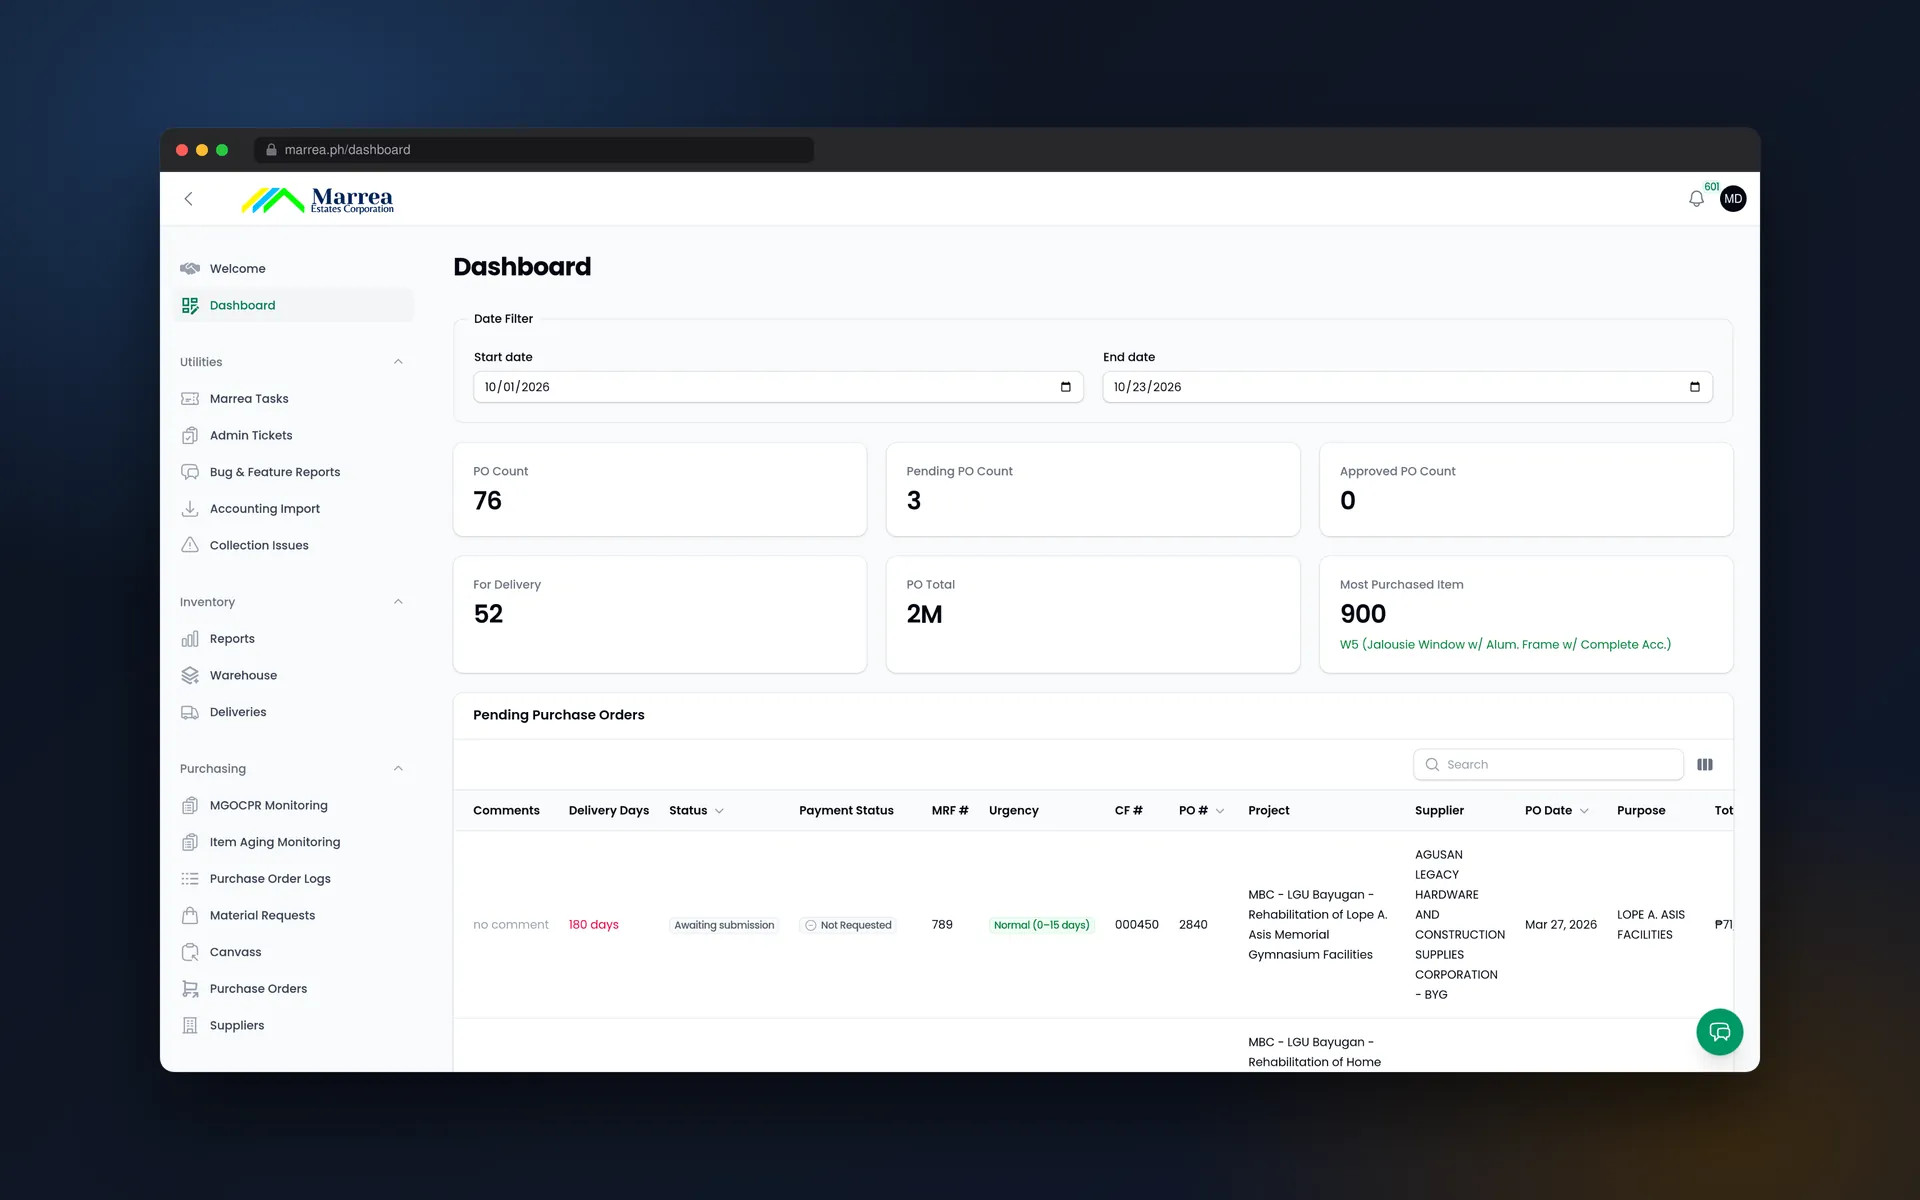 marrea.ph/dashboard
Marrea
Estates Corporation
601
MD
Welcome
Dashboard
Utilities
Marrea Tasks
Admin Tickets
Bug & Feature Reports
Accounting Import
Collection Issues
Inventory
Reports
Warehouse
Deliveries
Purchasing
MGOCPR Monitoring
Item Aging Monitoring
Purchase Order Logs
Material Requests
Canvass
Purchase Orders
Suppliers
Dashboard
Date Filter
Start date
End date
10/01/2026
10/23/2026
PO Count
76
Pending PO Count
3
Approved PO Count
0
For Delivery
52
PO Total
2M
Most Purchased Item
900
W5 (Jalousie Window w/ Alum. Frame w/ Complete Acc.)
Pending Purchase Orders
Search
Comments Delivery Days Status Payment Status MRF # Urgency CF # PO # Project Supplier PO Date Purpose Tot
no comment
180 days
Awaiting submission
Not Requested
789
Normal (0–15 days)
000450
2840
MBC - LGU Bayugan -
Rehabilitation of Lope A.
Asis Memorial
Gymnasium Facilities
AGUSAN
LEGACY
HARDWARE
AND
CONSTRUCTION
SUPPLIES
CORPORATION
- BYG
Mar 27, 2026
LOPE A. ASIS
FACILITIES
₱71,
MBC - LGU Bayugan -
Rehabilitation of Home